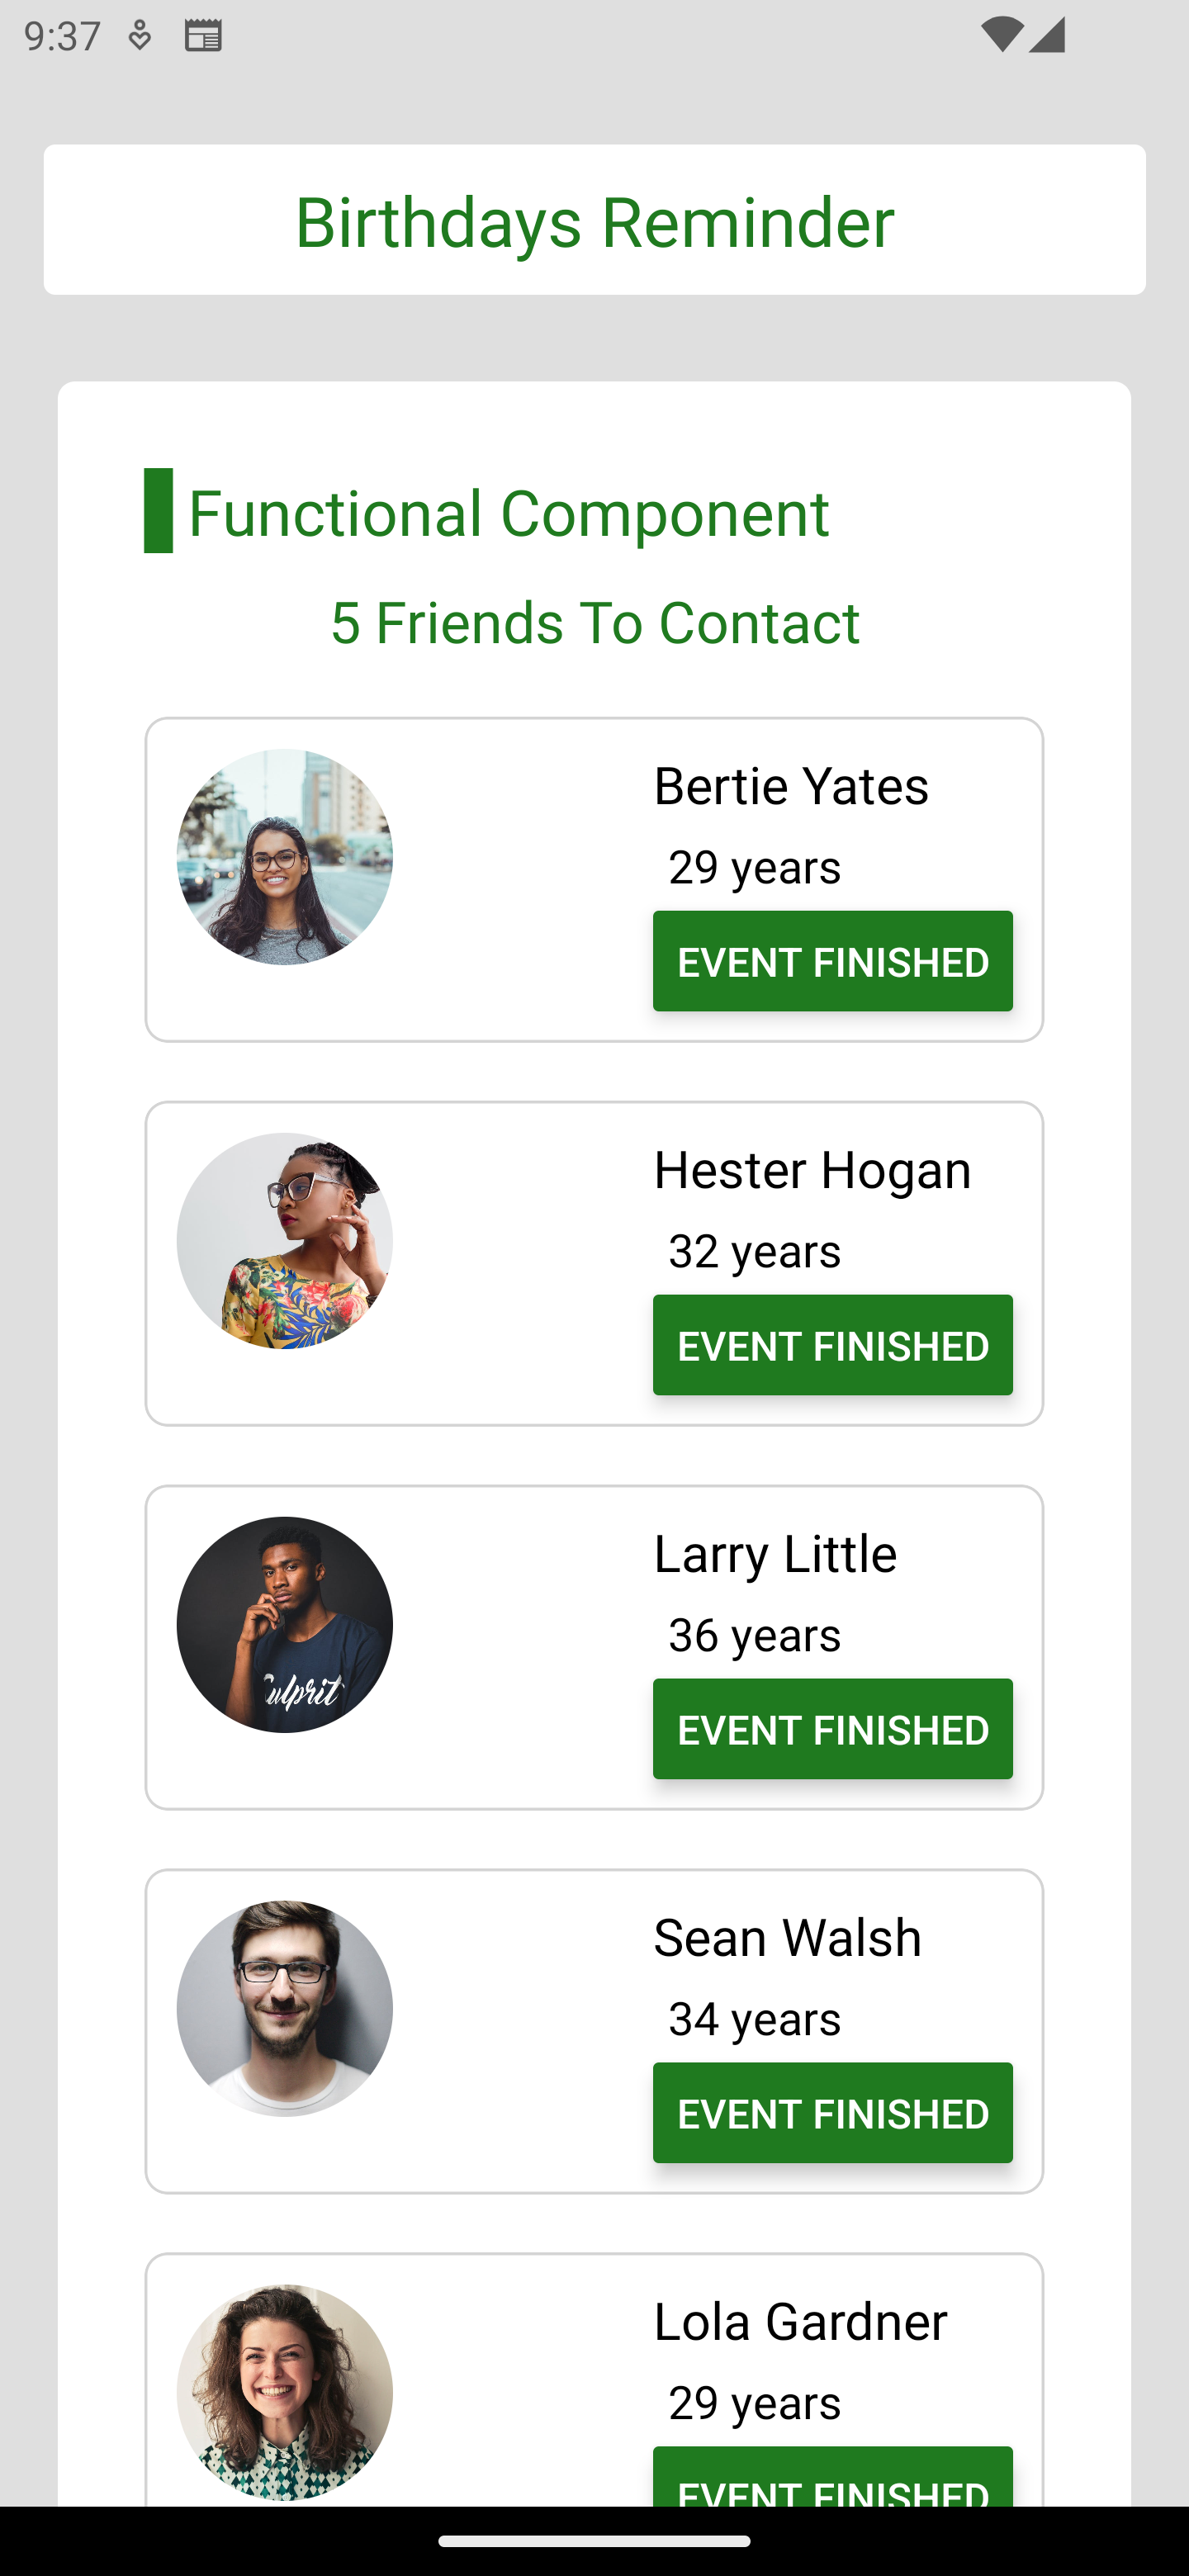 9:37
Birthdays Reminder
Functional Component
5 Friends To Contact
Bertie Yates
29 years
EVENT FINISHED
Hester Hogan
32 years
EVENT FINISHED
Larry Little
36 years
EVENT FINISHED
Culprit
Sean Walsh
34 years
EVENT FINISHED
Lola Gardner
29 years
EVENT FINISHED